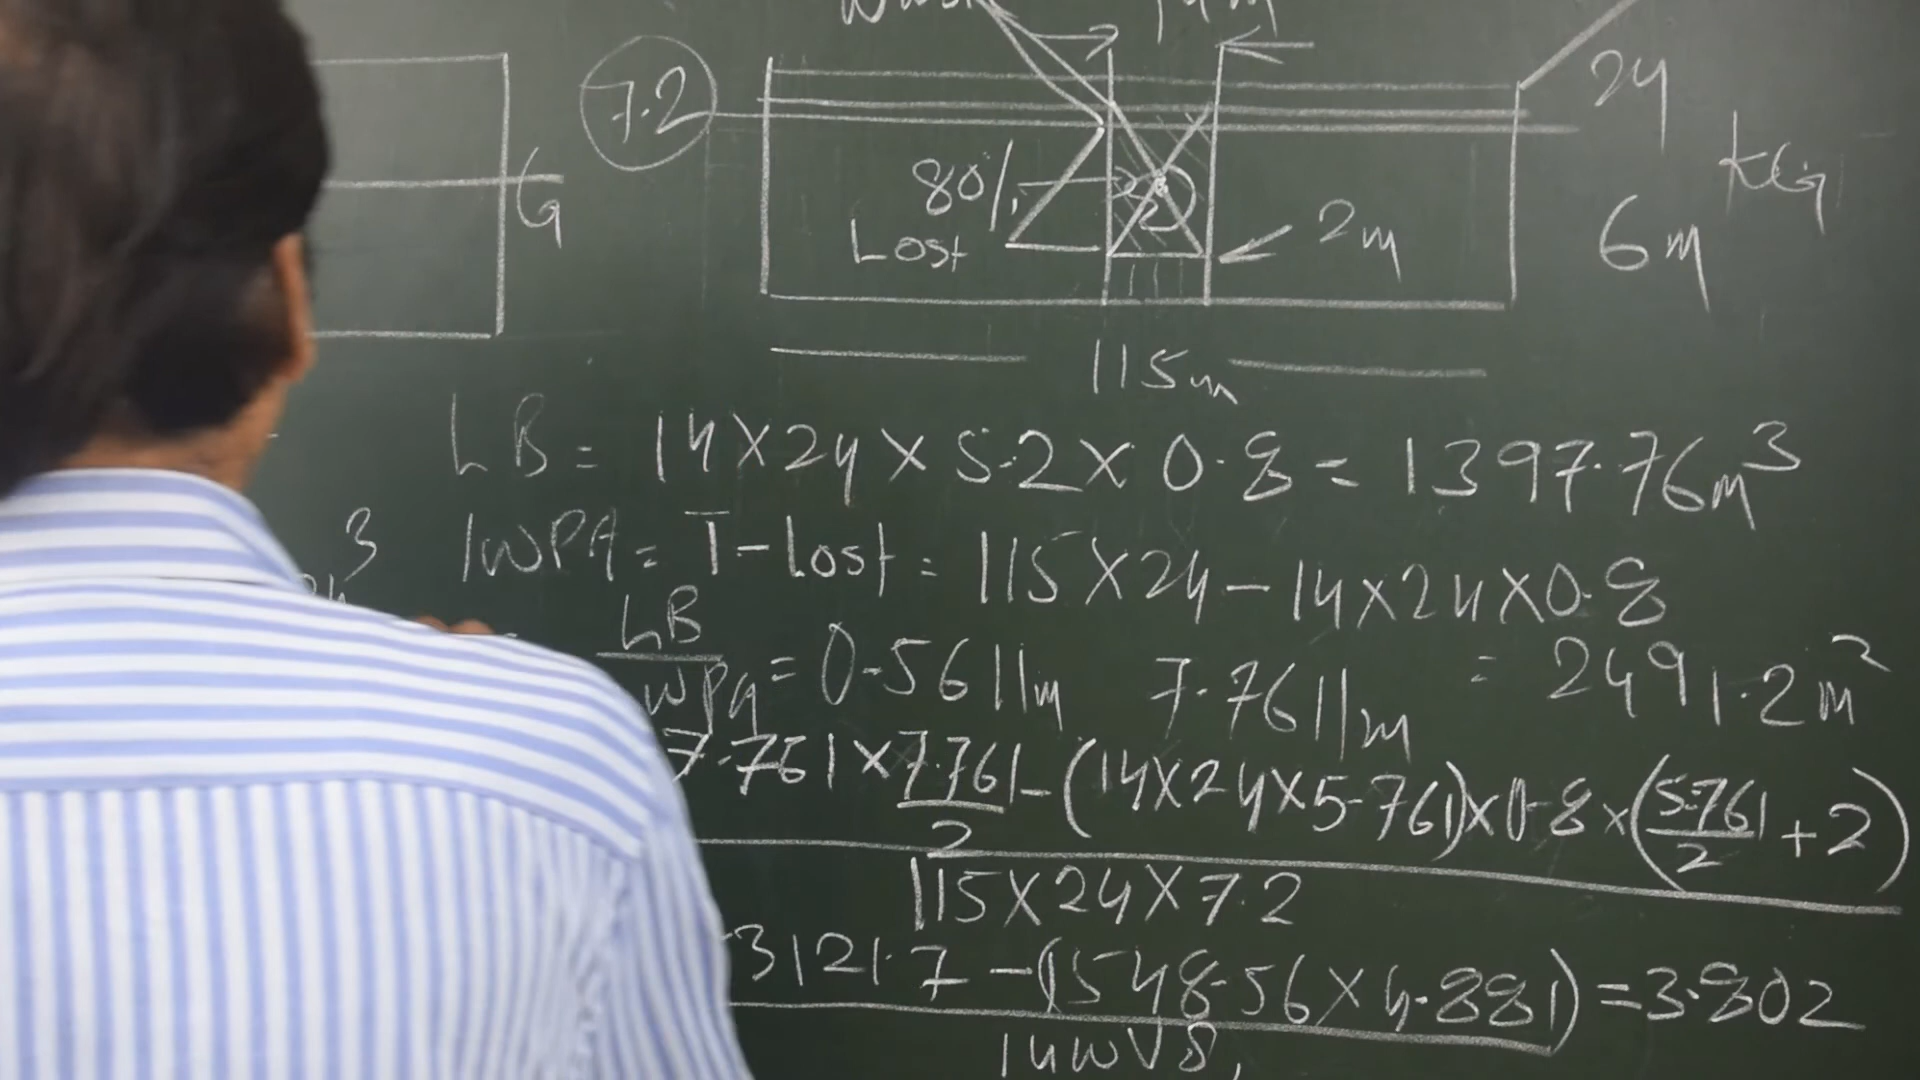 7.2
24
KG
80%
2m
6m
G
Lost
115m
LB = 14×24×5.2×0.8 = 1397.76m³
IWPA = T-lost = 115×24-14×24×0.8
3
LB
WPA = 0.5611m 7.7611m = 2491.2m²
7.761×7.761/2-(14×24×5.761)×0.8×(5.761/2+2)
115×24×7.2
3121.7-(1548.56×4.881) = 3.802